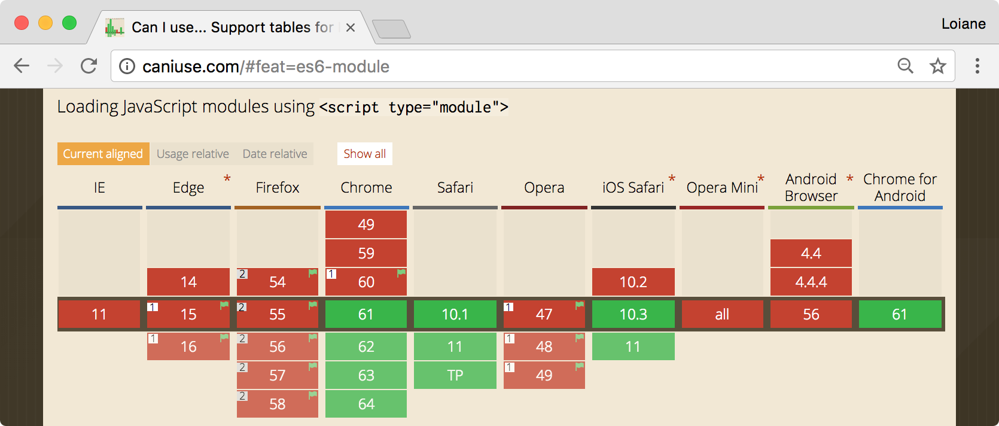 Can I use... Support tables for
Loiane
caniuse.com/#feat=es6-module
Loading JavaScript modules using <script type="module">
Current aligned Usage relative Date relative Show all
IE Edge * Firefox Chrome Safari Opera iOS Safari * Opera Mini * Android Browser * Chrome for Android
49
59 4.4
14 2 54 1 60 10.2 4.4.4
11 1 15 2 55 61 10.1 1 47 10.3 all 56 61
1 16 2 56 62 11 1 48 11
2 57 63 TP 1 49
2 58 64